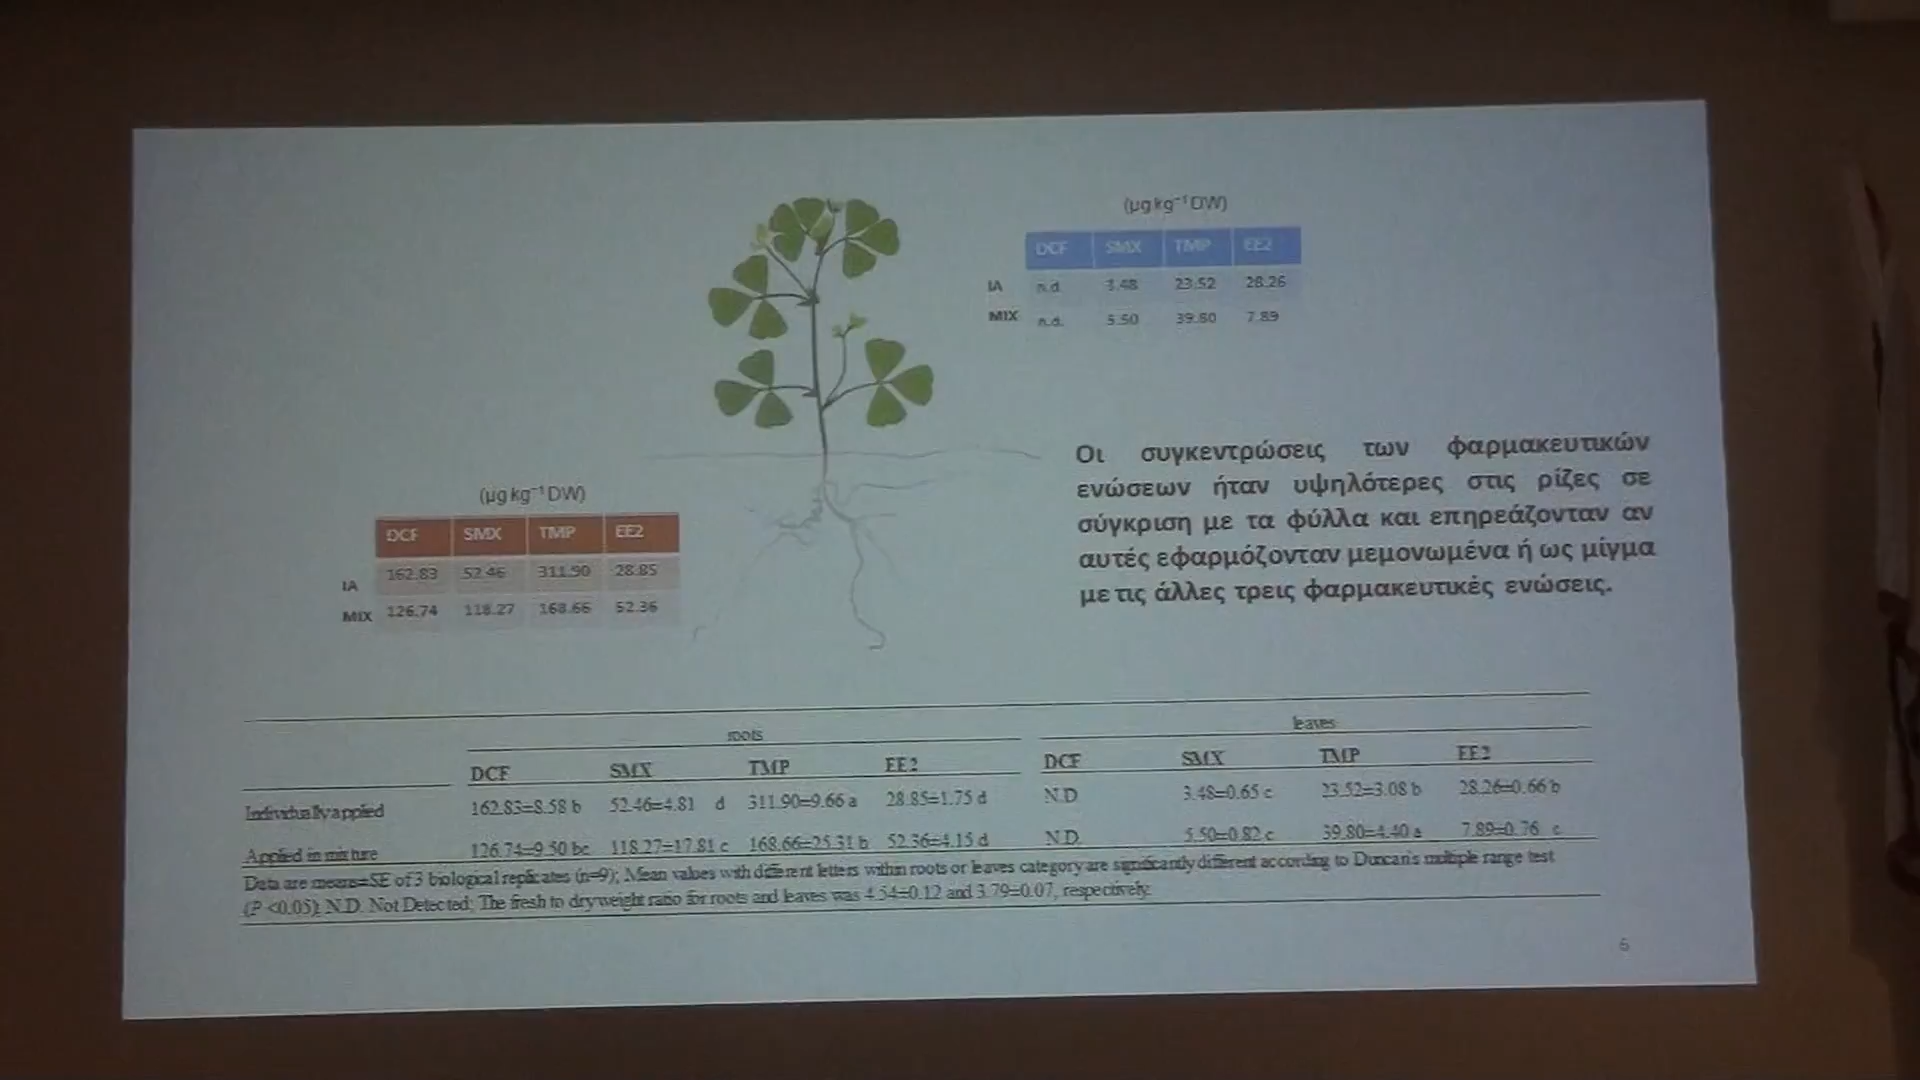 (µg kg⁻¹ DW)
DCF SMX TMP EE2
IA n.d. 3.48 23.52 28.26
MIX n.d. 5.50 39.80 7.89
Οι συγκεντρώσεις των φαρμακευτικών
ενώσεων ήταν υψηλότερες στις ρίζες σε
σύγκριση με τα φύλλα και επηρεάζονταν αν
αυτές εφαρμόζονταν μεμονωμένα ή ως μίγμα
με τις άλλες τρεις φαρμακευτικές ενώσεις.
(µg kg⁻¹ DW)
DCF SMX TMP EE2
IA 162.83 52.46 311.90 28.85
MIX 126.74 118.27 168.66 52.36
roots leaves
DCF SMX TMP EE2 DCF SMX TMP EE2
Individually applied 162.83±8.58 b 52.46±4.81 d 311.90±9.66 a 28.85±1.75 d N.D. 3.48±0.65 c 23.52±3.08 b 28.26±0.66 b
Applied in mixture 126.74±9.50 bc 118.27±17.81 c 168.66±25.31 b 52.36±4.15 d N.D. 5.50±0.82 c 39.80±4.40 a 7.89±0.76 c
Data are means±SE of 3 biological replicates (n=9); Mean values with different letters within roots or leaves category are significantly different according to Duncan's multiple range test
(P <0.05); N.D. Not Detected; The fresh to dry weight ratio for roots and leaves was 4.54±0.12 and 3.79±0.07, respectively.